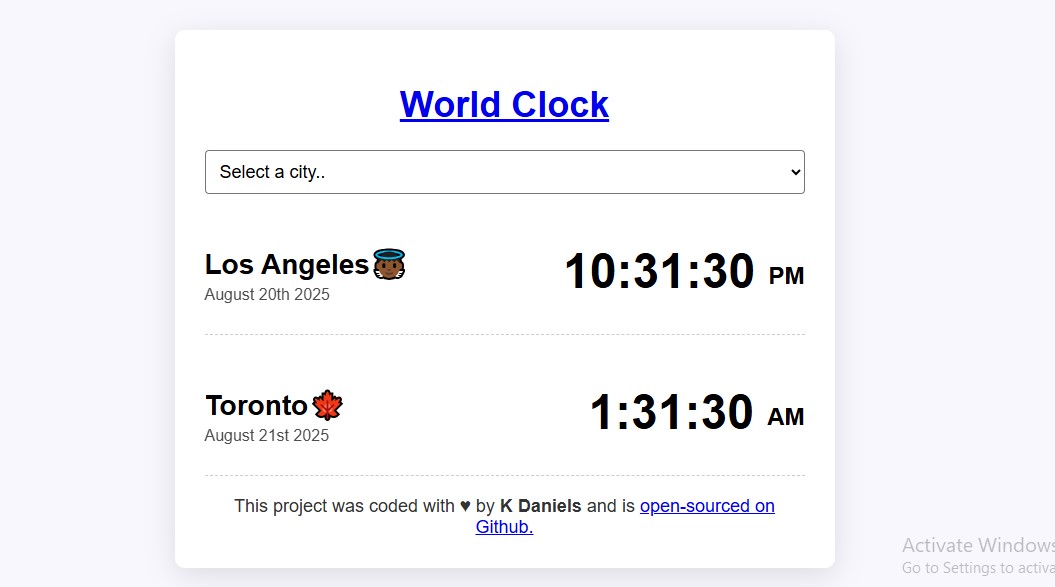 World Clock
Select a city..
Los Angeles
10:31:30 PM
August 20th 2025
Toronto
1:31:30 AM
August 21st 2025
This project was coded with ♥ by K Daniels and is open-sourced on
Github.
Activate Windows
Go to Settings to activa